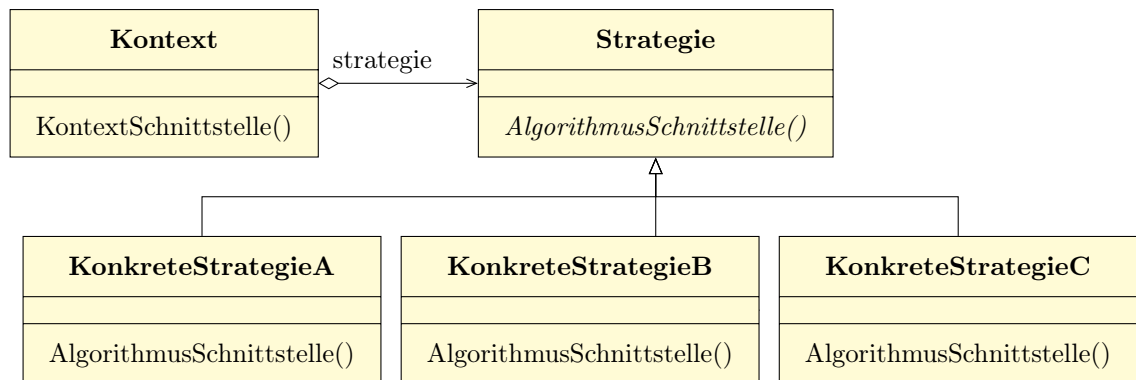 Kontext
strategie
Strategie
KontextSchnittstelle()
AlgorithmusSchnittstelle()
KonkreteStrategieA
KonkreteStrategieB
KonkreteStrategieC
AlgorithmusSchnittstelle()
AlgorithmusSchnittstelle()
AlgorithmusSchnittstelle()